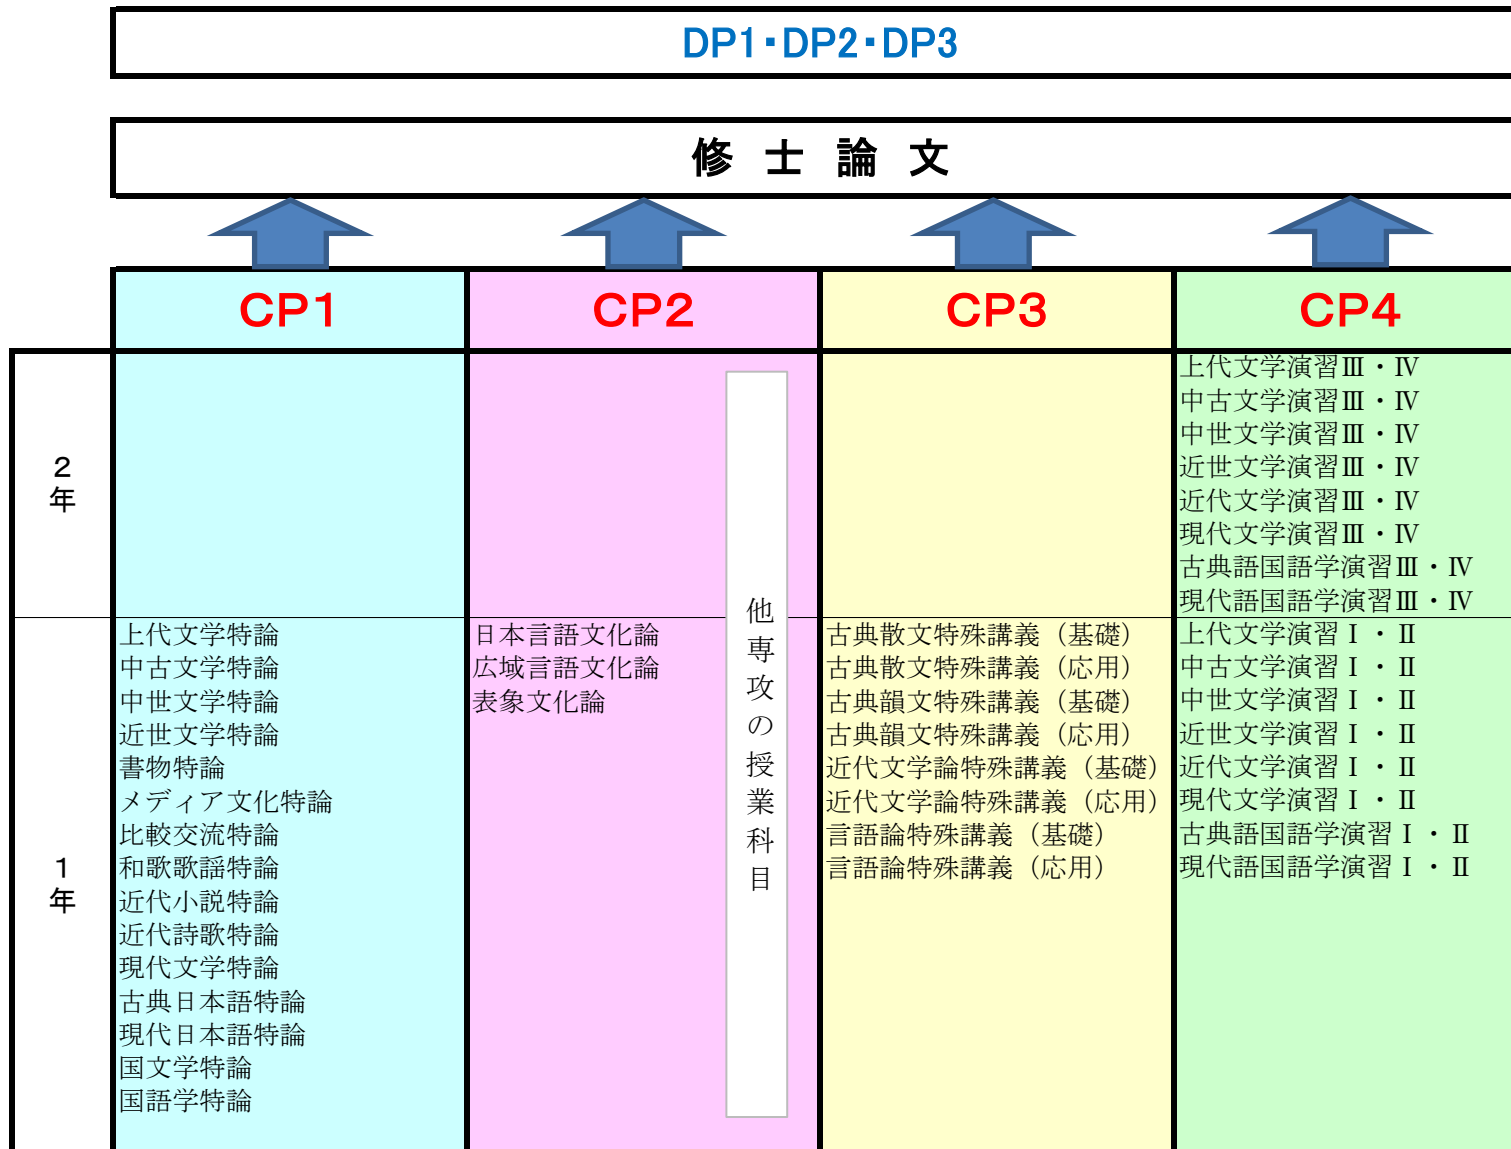 DP1・DP2・DP3
修士論文
CP1
CP2
CP3
CP4
2年
上代文学演習Ⅲ・Ⅳ
中古文学演習Ⅲ・Ⅳ
中世文学演習Ⅲ・Ⅳ
近世文学演習Ⅲ・Ⅳ
近代文学演習Ⅲ・Ⅳ
現代文学演習Ⅲ・Ⅳ
古典語国語学演習Ⅲ・Ⅳ
現代語国語学演習Ⅲ・Ⅳ
1年
上代文学特論
中古文学特論
中世文学特論
近世文学特論
書物特論
メディア文化特論
比較交流特論
和歌歌謡特論
近代小説特論
近代詩歌特論
現代文学特論
古典日本語特論
現代日本語特論
国文学特論
国語学特論
日本言語文化論
広域言語文化論
表象文化論
他専攻の授業科目
古典散文特殊講義（基礎）
古典散文特殊講義（応用）
古典韻文特殊講義（基礎）
古典韻文特殊講義（応用）
近代文学論特殊講義（基礎）
近代文学論特殊講義（応用）
言語論特殊講義（基礎）
言語論特殊講義（応用）
上代文学演習Ⅰ・Ⅱ
中古文学演習Ⅰ・Ⅱ
中世文学演習Ⅰ・Ⅱ
近世文学演習Ⅰ・Ⅱ
近代文学演習Ⅰ・Ⅱ
現代文学演習Ⅰ・Ⅱ
古典語国語学演習Ⅰ・Ⅱ
現代語国語学演習Ⅰ・Ⅱ